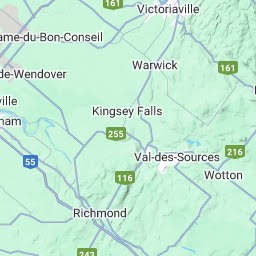 Victoriaville
ame-du-Bon-Conseil
161
Warwick
161
de-Wendover
ville
Kingsey Falls
ham
255
55
Val-des-Sources
216
116
Wotton
Richmond
243